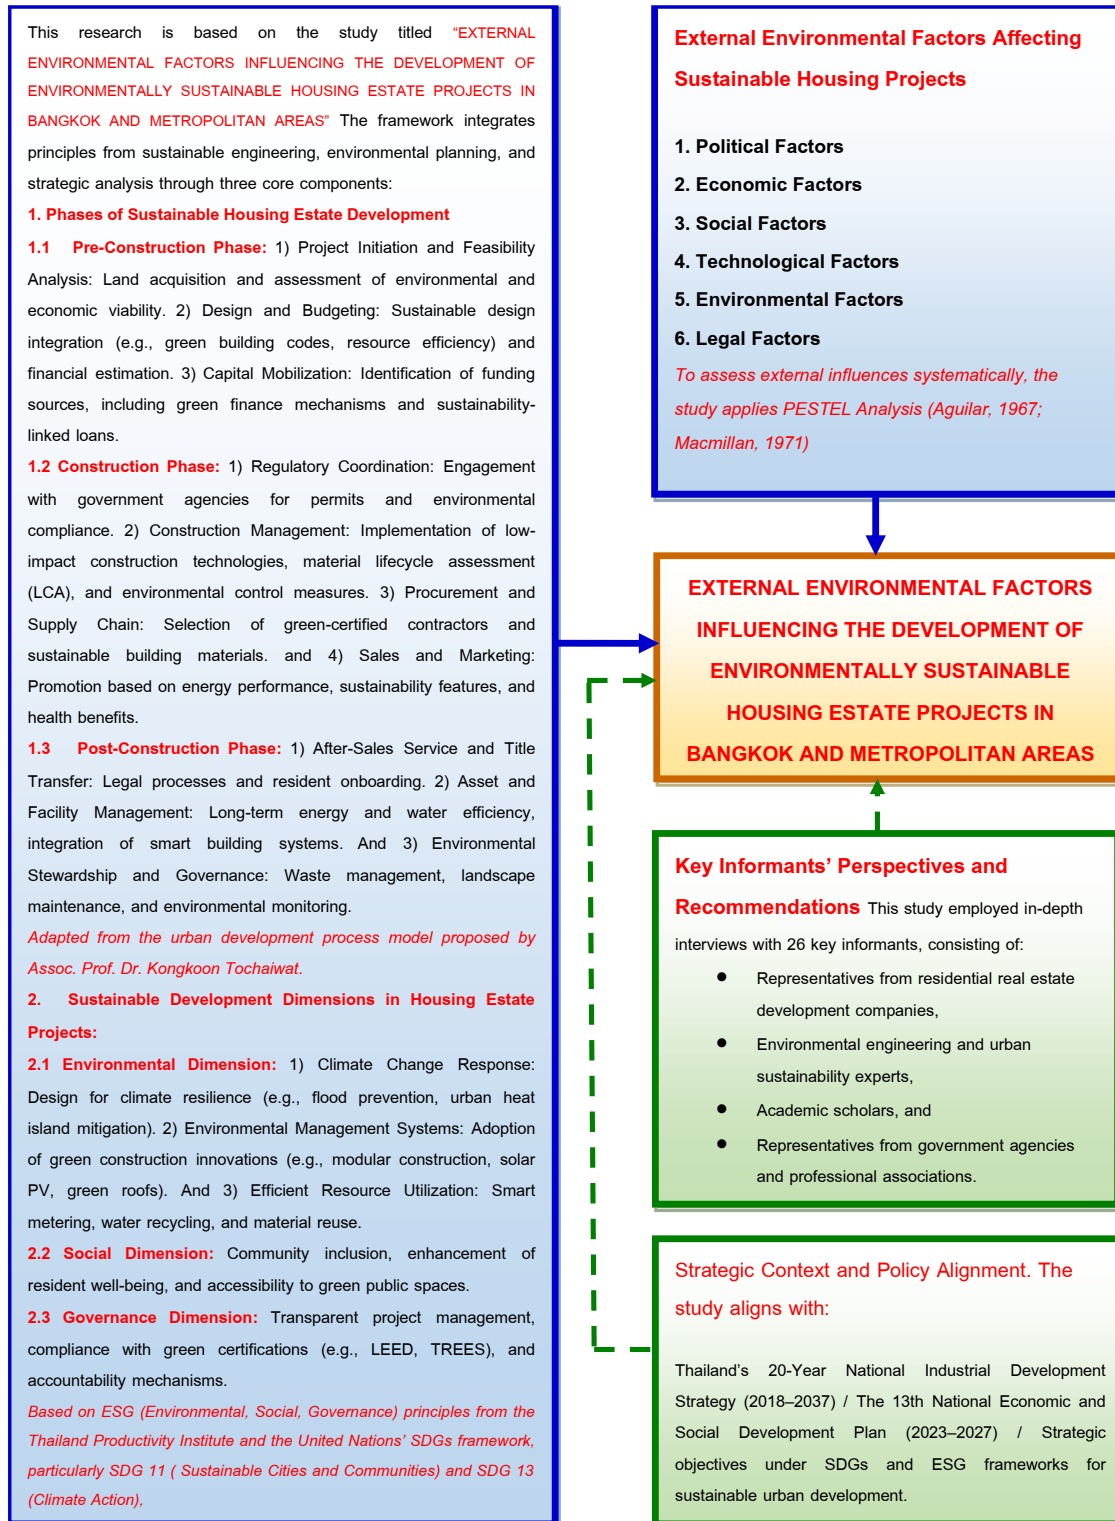 This research is based on the study titled “EXTERNAL
ENVIRONMENTAL FACTORS INFLUENCING THE DEVELOPMENT OF
ENVIRONMENTALLY SUSTAINABLE HOUSING ESTATE PROJECTS IN
BANGKOK AND METROPOLITAN AREAS” The framework integrates
principles from sustainable engineering, environmental planning, and
strategic analysis through three core components:
1. Phases of Sustainable Housing Estate Development
1.1 Pre-Construction Phase: 1) Project Initiation and Feasibility
Analysis: Land acquisition and assessment of environmental and
economic viability. 2) Design and Budgeting: Sustainable design
integration (e.g., green building codes, resource efficiency) and
financial estimation. 3) Capital Mobilization: Identification of funding
sources, including green finance mechanisms and sustainability-
linked loans.
1.2 Construction Phase: 1) Regulatory Coordination: Engagement
with government agencies for permits and environmental
compliance. 2) Construction Management: Implementation of low-
impact construction technologies, material lifecycle assessment
(LCA), and environmental control measures. 3) Procurement and
Supply Chain: Selection of green-certified contractors and
sustainable building materials. and 4) Sales and Marketing:
Promotion based on energy performance, sustainability features, and
health benefits.
1.3 Post-Construction Phase: 1) After-Sales Service and Title
Transfer: Legal processes and resident onboarding. 2) Asset and
Facility Management: Long-term energy and water efficiency,
integration of smart building systems. And 3) Environmental
Stewardship and Governance: Waste management, landscape
maintenance, and environmental monitoring.
Adapted from the urban development process model proposed by
Assoc. Prof. Dr. Kongkoon Tochaiwat.
2. Sustainable Development Dimensions in Housing Estate
Projects:
2.1 Environmental Dimension: 1) Climate Change Response:
Design for climate resilience (e.g., flood prevention, urban heat
island mitigation). 2) Environmental Management Systems: Adoption
of green construction innovations (e.g., modular construction, solar
PV, green roofs). And 3) Efficient Resource Utilization: Smart
metering, water recycling, and material reuse.
2.2 Social Dimension: Community inclusion, enhancement of
resident well-being, and accessibility to green public spaces.
2.3 Governance Dimension: Transparent project management,
compliance with green certifications (e.g., LEED, TREES), and
accountability mechanisms.
Based on ESG (Environmental, Social, Governance) principles from the
Thailand Productivity Institute and the United Nations’ SDGs framework,
particularly SDG 11 ( Sustainable Cities and Communities) and SDG 13
(Climate Action),
External Environmental Factors Affecting
Sustainable Housing Projects
1. Political Factors
2. Economic Factors
3. Social Factors
4. Technological Factors
5. Environmental Factors
6. Legal Factors
To assess external influences systematically, the
study applies PESTEL Analysis (Aguilar, 1967;
Macmillan, 1971)
EXTERNAL ENVIRONMENTAL FACTORS
INFLUENCING THE DEVELOPMENT OF
ENVIRONMENTALLY SUSTAINABLE
HOUSING ESTATE PROJECTS IN
BANGKOK AND METROPOLITAN AREAS
Key Informants’ Perspectives and
Recommendations This study employed in-depth
interviews with 26 key informants, consisting of:
● Representatives from residential real estate
development companies,
● Environmental engineering and urban
sustainability experts,
● Academic scholars, and
● Representatives from government agencies
and professional associations.
Strategic Context and Policy Alignment. The
study aligns with:
Thailand’s 20-Year National Industrial Development
Strategy (2018–2037) / The 13th National Economic and
Social Development Plan (2023–2027) / Strategic
objectives under SDGs and ESG frameworks for
sustainable urban development.